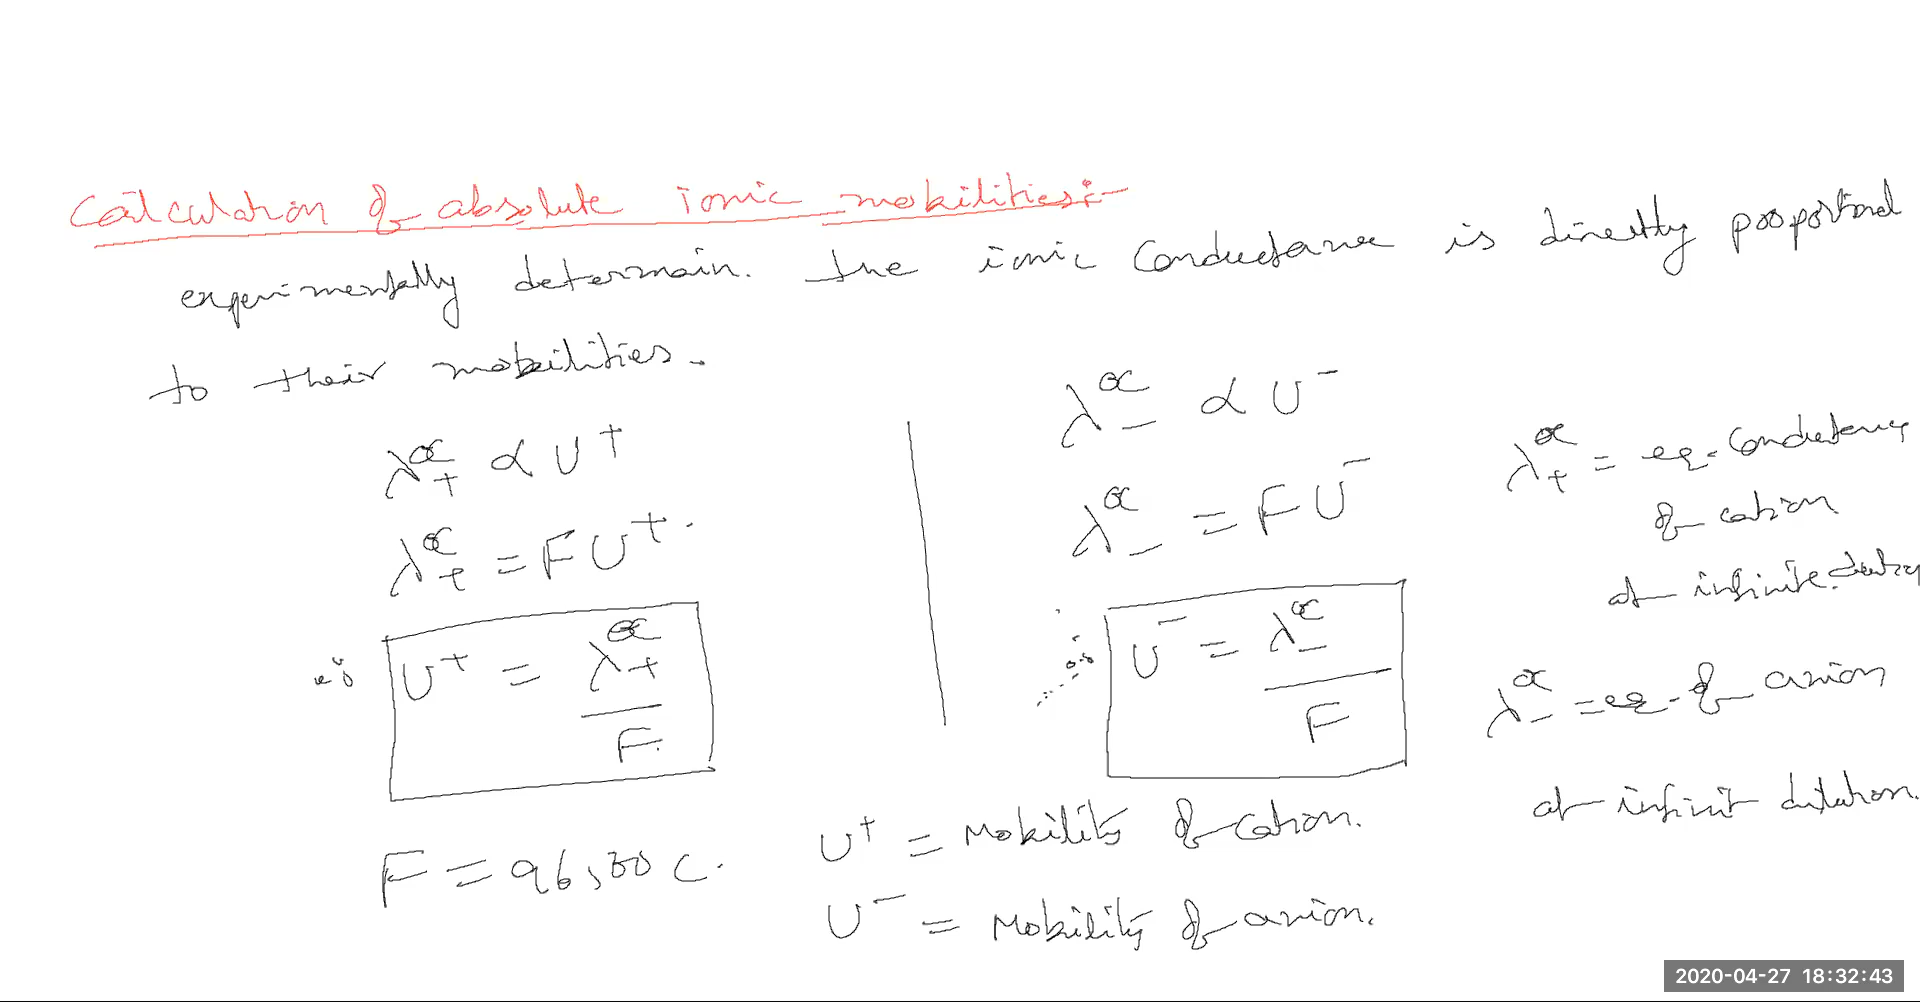 Calculation of absolute ionic mobilities:-
experimentally determain. the ionic Conductance is directly proportional
to their mobilities.
λ∝+ ∝ U+
λ∝+ = FU+.
U+ = λ∝+ / F
λ∝- ∝ U-
λ∝- = FU-
U- = λ∝- / F
λ∝+ = eq. Conductance
of cation
at infinite dilution
λ∝- = eq. of anion
at infinit dilution.
F = 96,500 C.
U+ = Mobility of cation.
U- = Mobility of anion.
2020-04-27 18:32:43